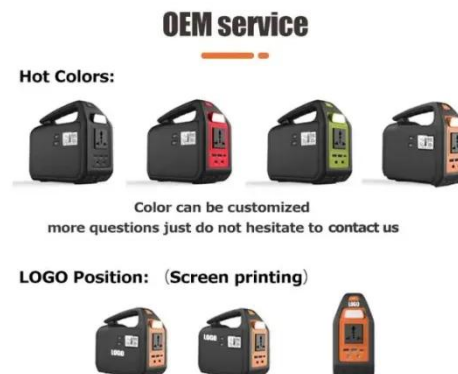 OEM service
Hot Colors:
Color can be customized
more questions just do not hesitate to contact us
LOGO Position: （Screen printing）
LOGO
LOGO
LOGO